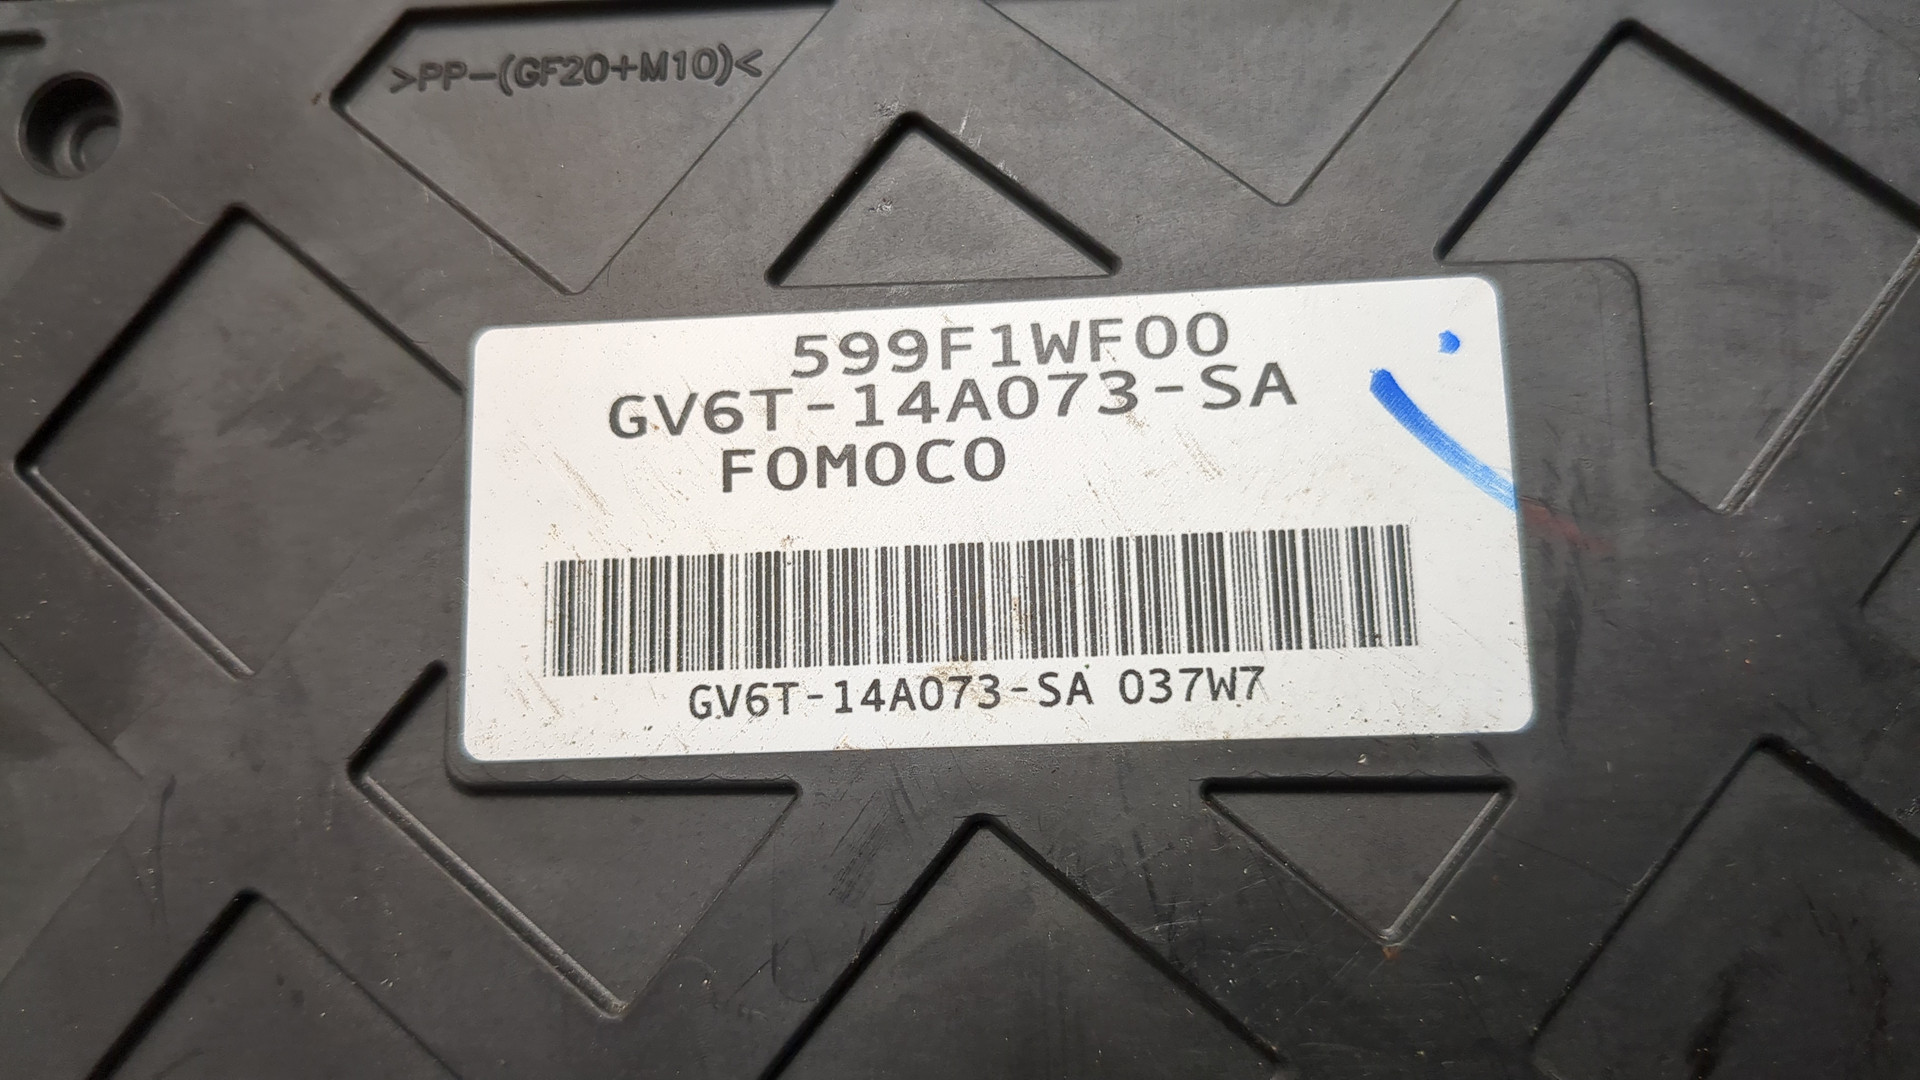 >PP-(GF20+M10)<
599F1WF00
GV6T-14A073-SA
FOMOCO
GV6T-14A073-SA 037W7